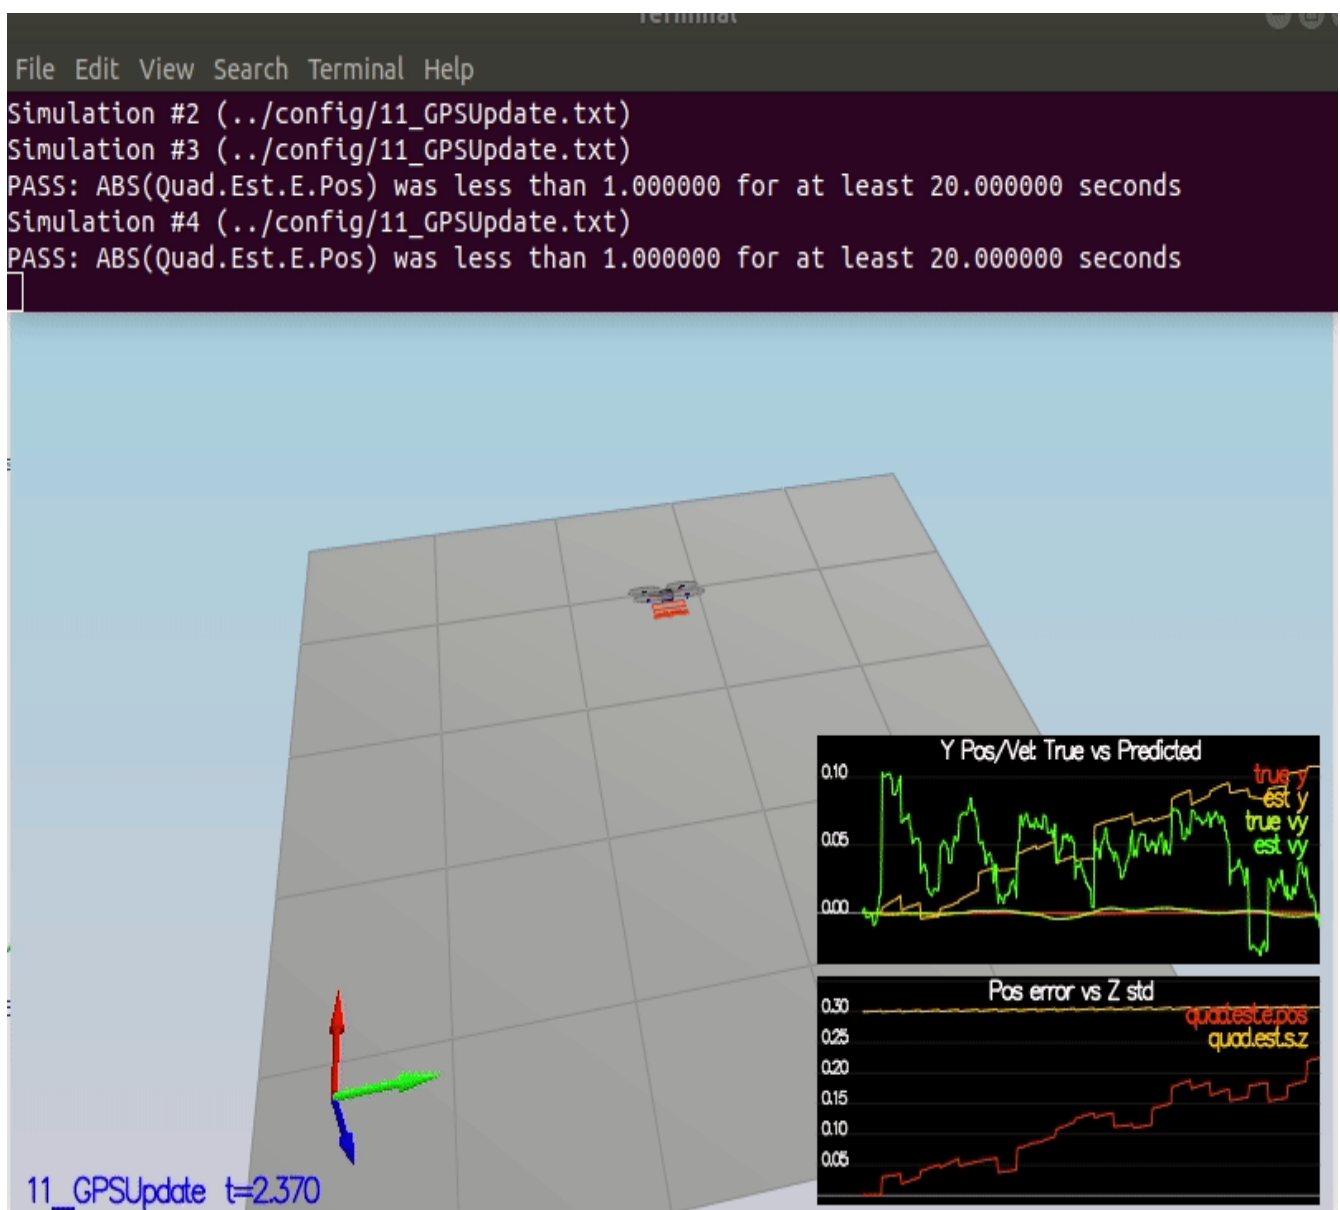 Terminal
File Edit View Search Terminal Help
Simulation #2 (../config/11_GPSUpdate.txt)
Simulation #3 (../config/11_GPSUpdate.txt)
PASS: ABS(Quad.Est.E.Pos) was less than 1.000000 for at least 20.000000 seconds
Simulation #4 (../config/11_GPSUpdate.txt)
PASS: ABS(Quad.Est.E.Pos) was less than 1.000000 for at least 20.000000 seconds
Y Pos/Vel: True vs Predicted
0.10
true y
est y
true vy
0.05
est vy
0.00
Pos error vs Z std
0.30
quad.est.e.pos
0.25
quad.est.s.z
0.20
0.15
0.10
0.05
11_GPSUpdate t=2.370